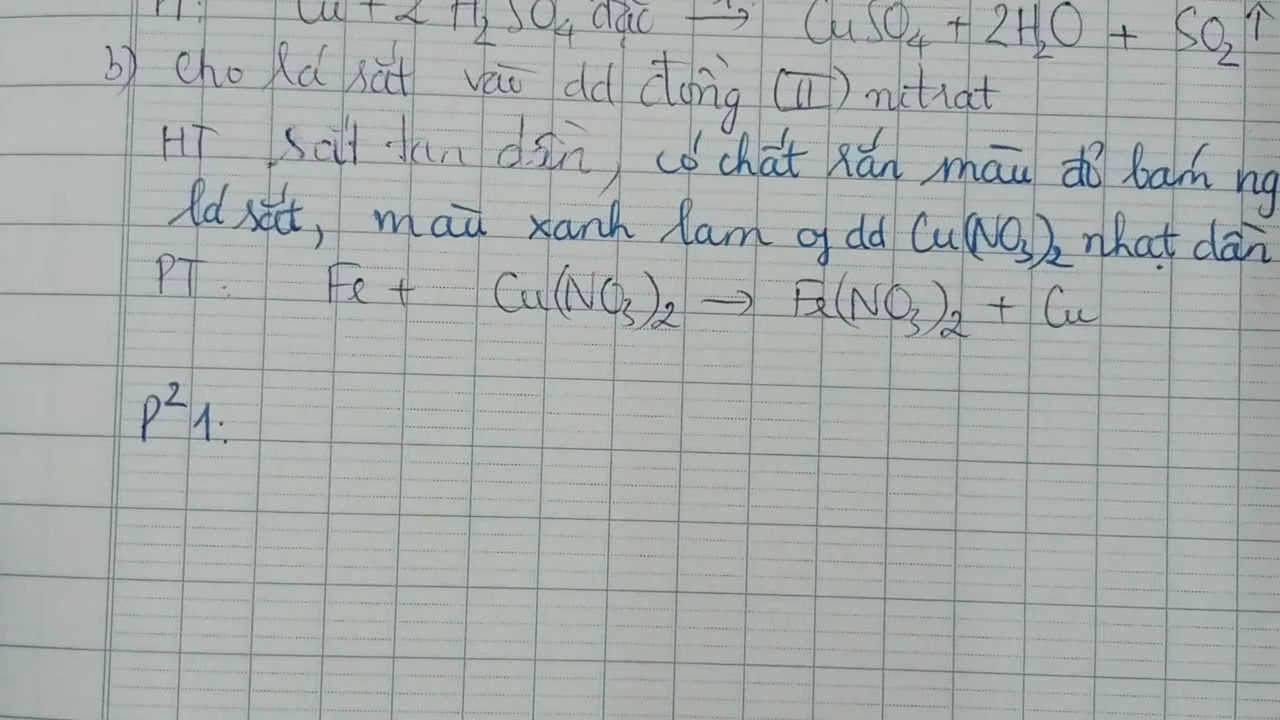 Cu + 2 H₂SO₄ đặc → CuSO₄ + 2H₂O + SO₂↑
b) Cho lá sắt vào dd đồng (II) nitrat
HT sắt tan dần, có chất rắn màu đỏ bám ng
lá sắt, màu xanh lam of dd Cu(NO₃)₂ nhạt dần
PT: Fe + Cu(NO₃)₂ → Fe(NO₃)₂ + Cu
P² 1: